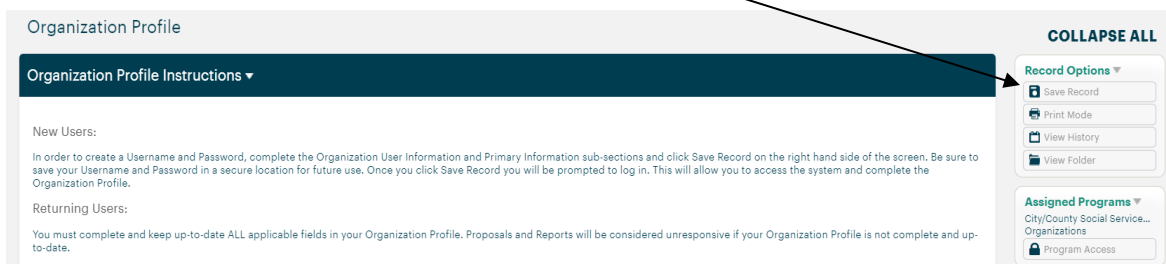 Organization Profile
COLLAPSE ALL
Organization Profile Instructions ▾
New Users:
In order to create a Username and Password, complete the Organization User Information and Primary Information sub-sections and click Save Record on the right hand side of the screen. Be sure to
save your Username and Password in a secure location for future use. Once you click Save Record you will be prompted to log in. This will allow you to access the system and complete the
Organization Profile.
Returning Users:
You must complete and keep up-to-date ALL applicable fields in your Organization Profile. Proposals and Reports will be considered unresponsive if your Organization Profile is not complete and up-
to-date.
Record Options ▾
Save Record
Print Mode
View History
View Folder
Assigned Programs ▾
City/County Social Service...
Organizations
Program Access